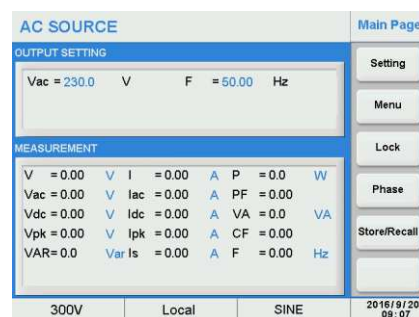 AC SOURCE
Main Page
OUTPUT SETTING
Vac = 230.0 V F = 50.00 Hz
Setting
Menu
MEASUREMENT
Lock
V = 0.00 V I = 0.00 A P = 0.0 W
Vac = 0.00 V Iac = 0.00 A PF = 0.00
Phase
Vdc = 0.00 V Idc = 0.00 A VA = 0.0 VA
Vpk = 0.00 V Ipk = 0.00 A CF = 0.00
Store/Recall
VAR= 0.0 Var Is = 0.00 A F = 0.00 Hz
300V Local SINE 2016/9/20
09:07